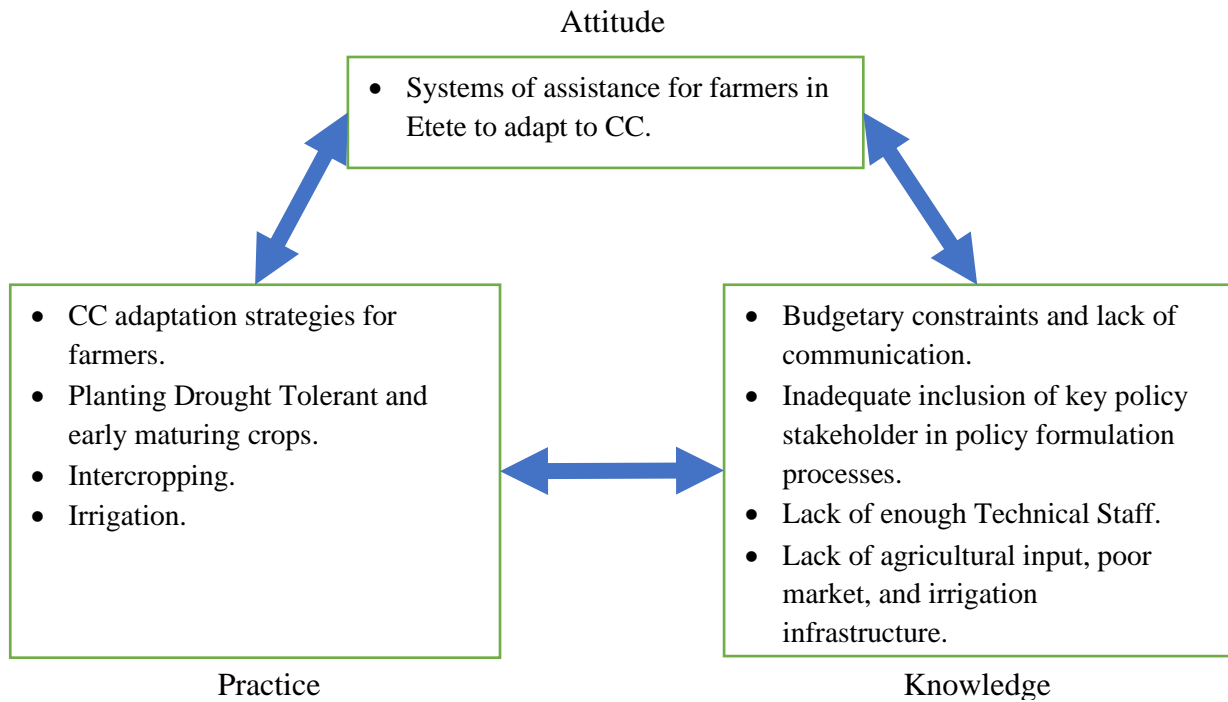 Attitude
• Systems of assistance for farmers in
Etete to adapt to CC.
• CC adaptation strategies for
farmers.
• Planting Drought Tolerant and
early maturing crops.
• Intercropping.
• Irrigation.
• Budgetary constraints and lack of
communication.
• Inadequate inclusion of key policy
stakeholder in policy formulation
processes.
• Lack of enough Technical Staff.
• Lack of agricultural input, poor
market, and irrigation
infrastructure.
Practice
Knowledge